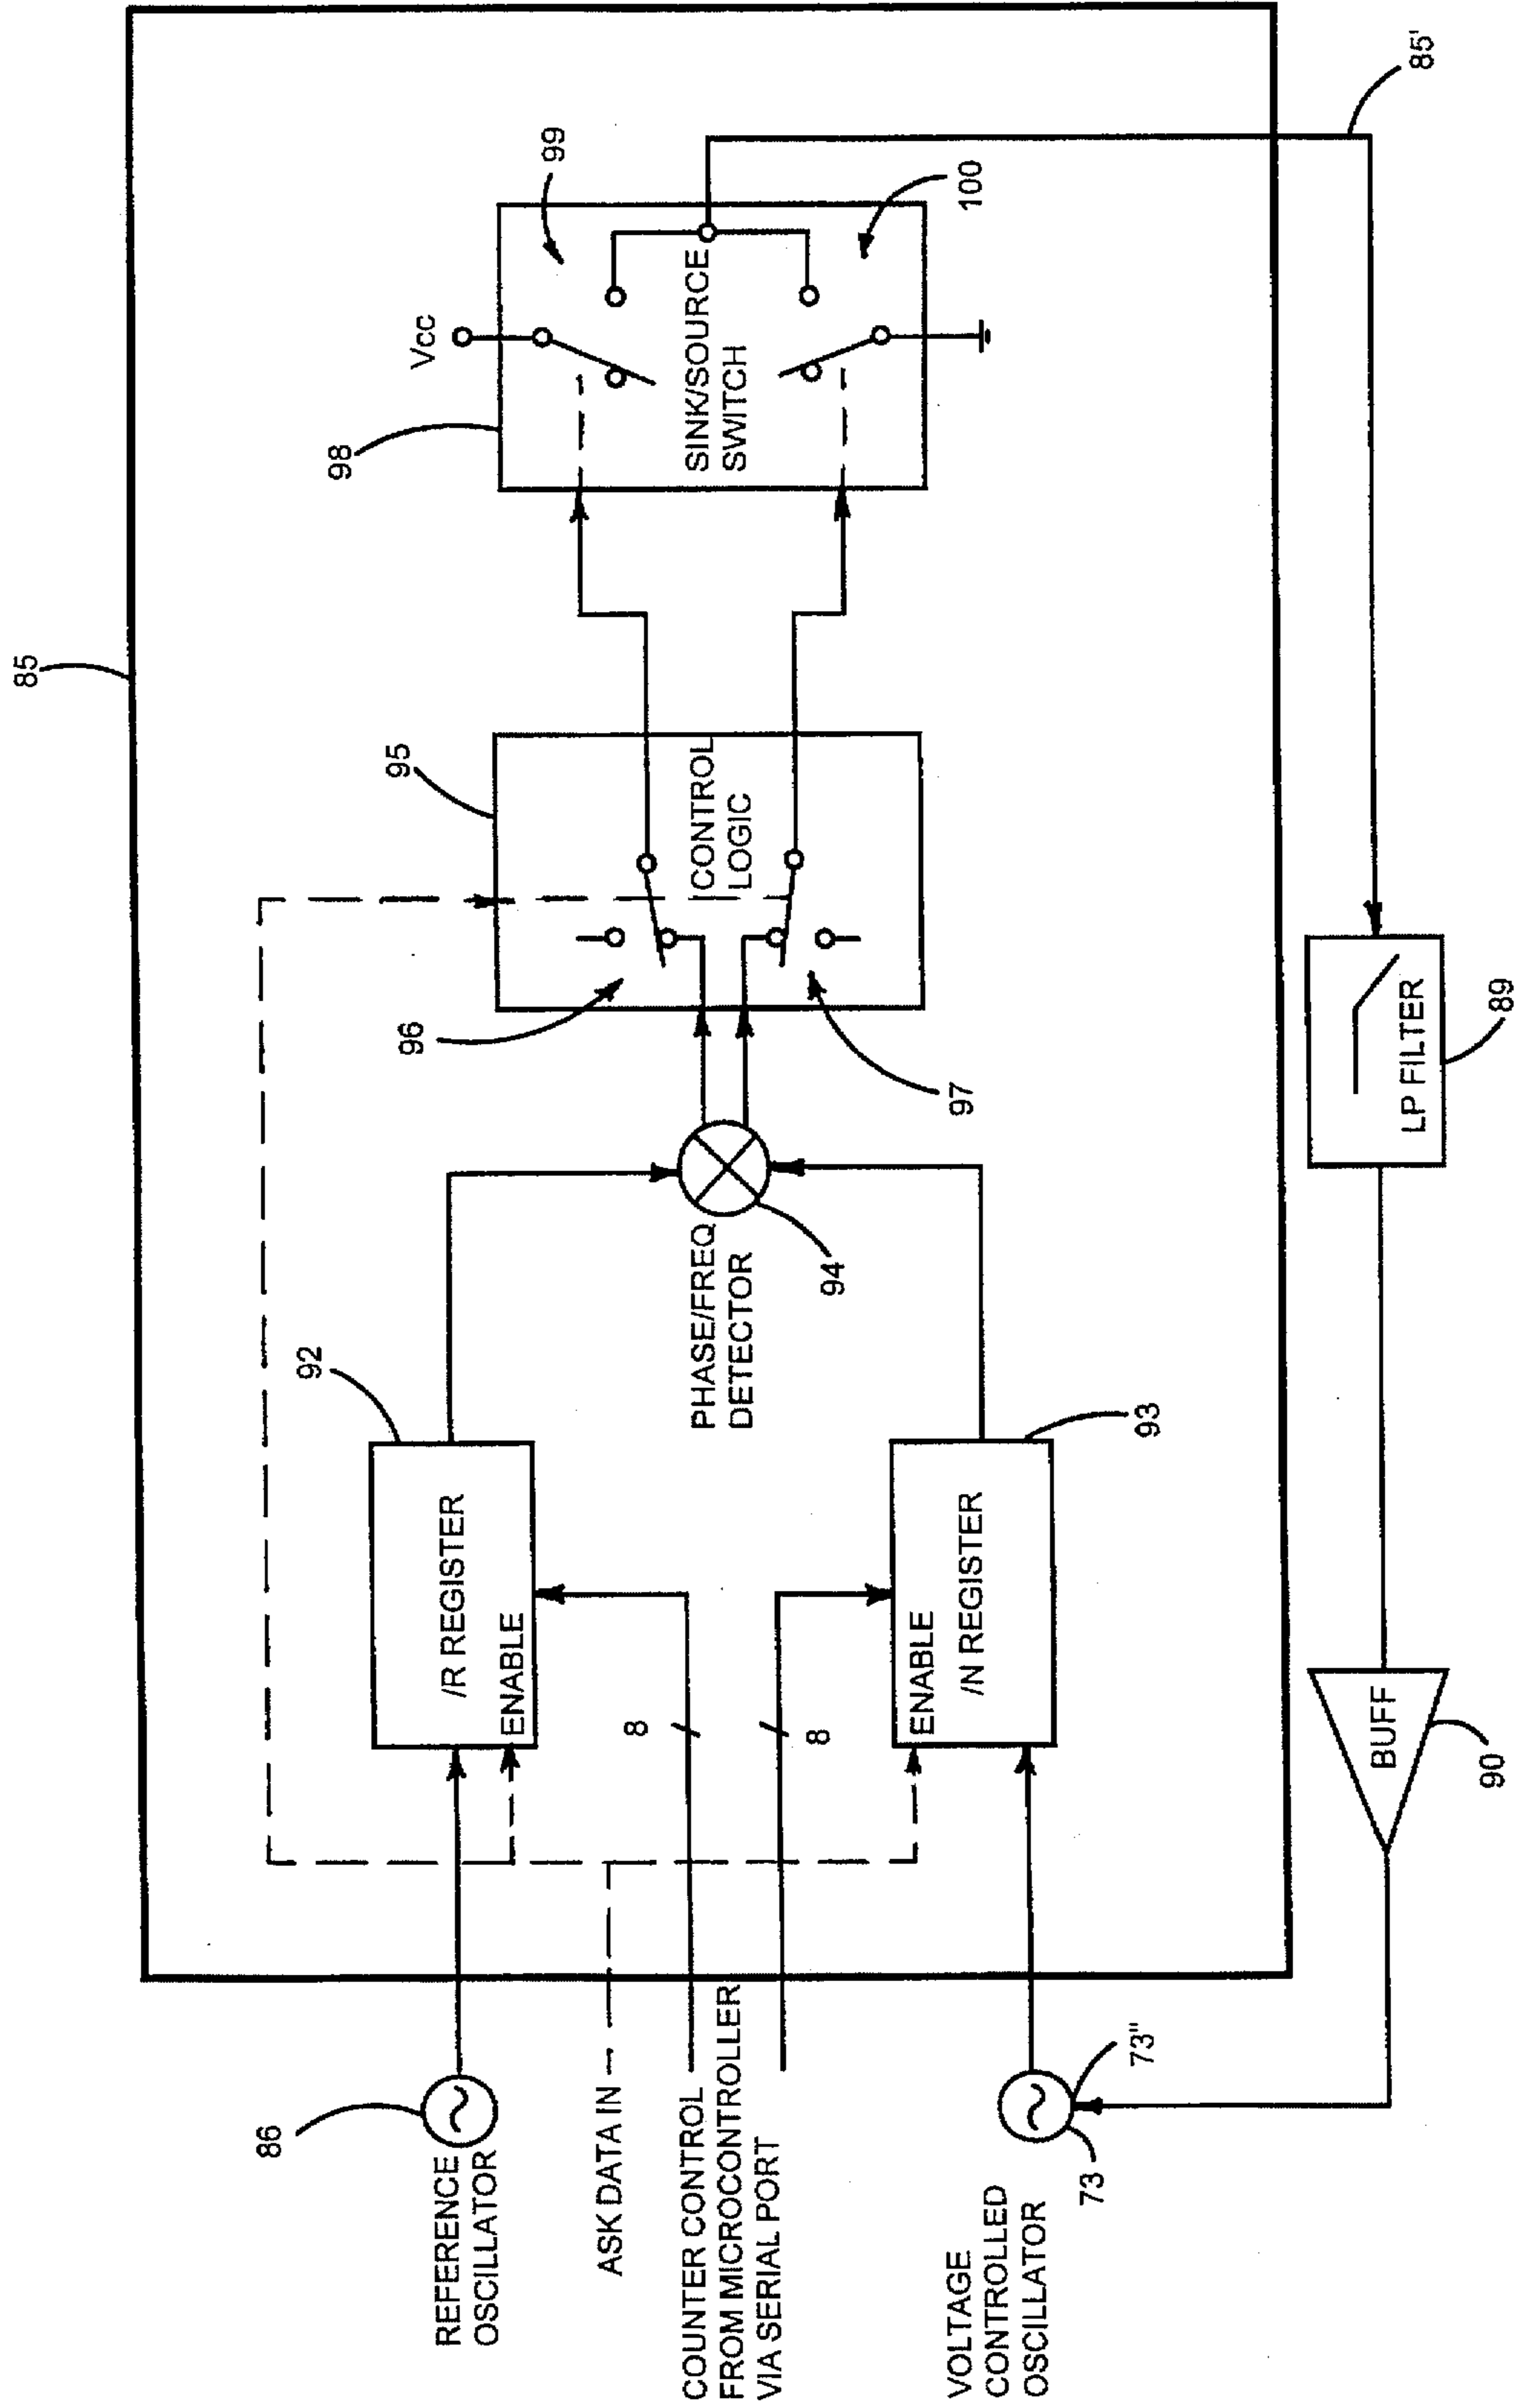 85
REFERENCE
OSCILLATOR
86
ASK DATA IN
COUNTER CONTROL
FROM MICROCONTROLLER
VIA SERIAL PORT
VOLTAGE
CONTROLLED
OSCILLATOR
73
73"
92
/R REGISTER
ENABLE
8
8
ENABLE
/N REGISTER
93
PHASE/FREQ
DETECTOR
94
95
96
CONTROL
LOGIC
97
98
Vcc
99
SINK/SOURCE
SWITCH
100
85'
LP FILTER
89
BUFF
90